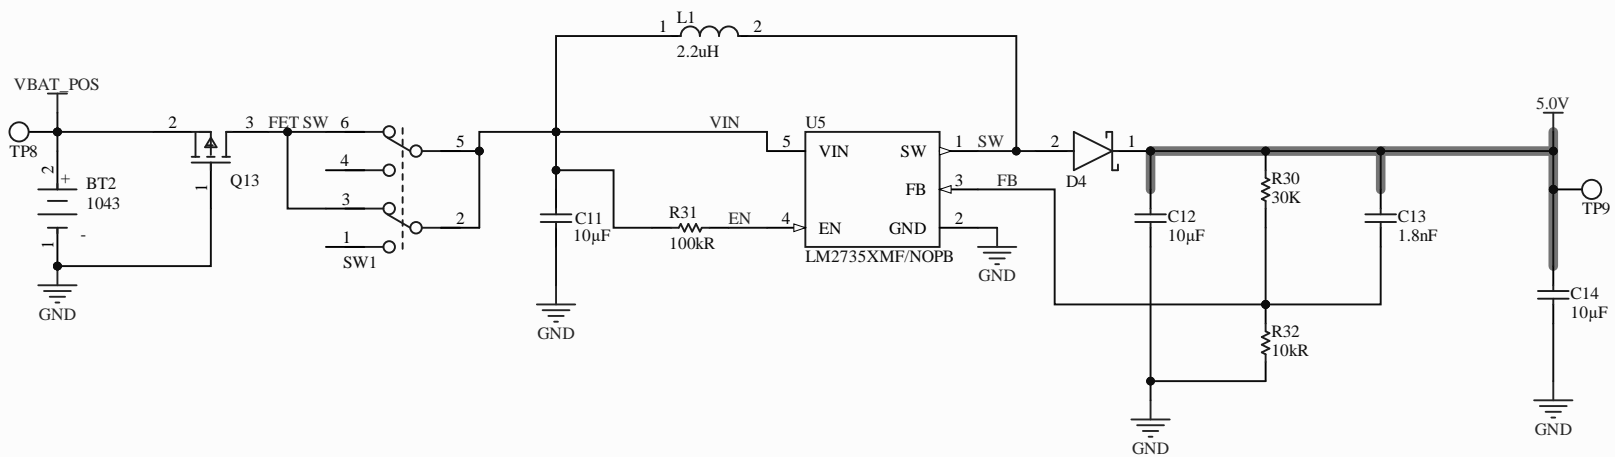 L1
1
2
2.2uH
VBAT_POS
5.0V
TP8
2
3
FET SW
6
5
4
VIN
U5
5
VIN
SW
1
SW
2
1
D4
2
+
BT2
1043
-
1
1
Q13
3
2
1
SW1
C11
10µF
R31
100kR
EN
4
EN
FB
3
FB
GND
2
LM2735XMF/NOPB
GND
R30
30K
C12
10µF
C13
1.8nF
TP9
GND
GND
C14
10µF
R32
10kR
GND
GND